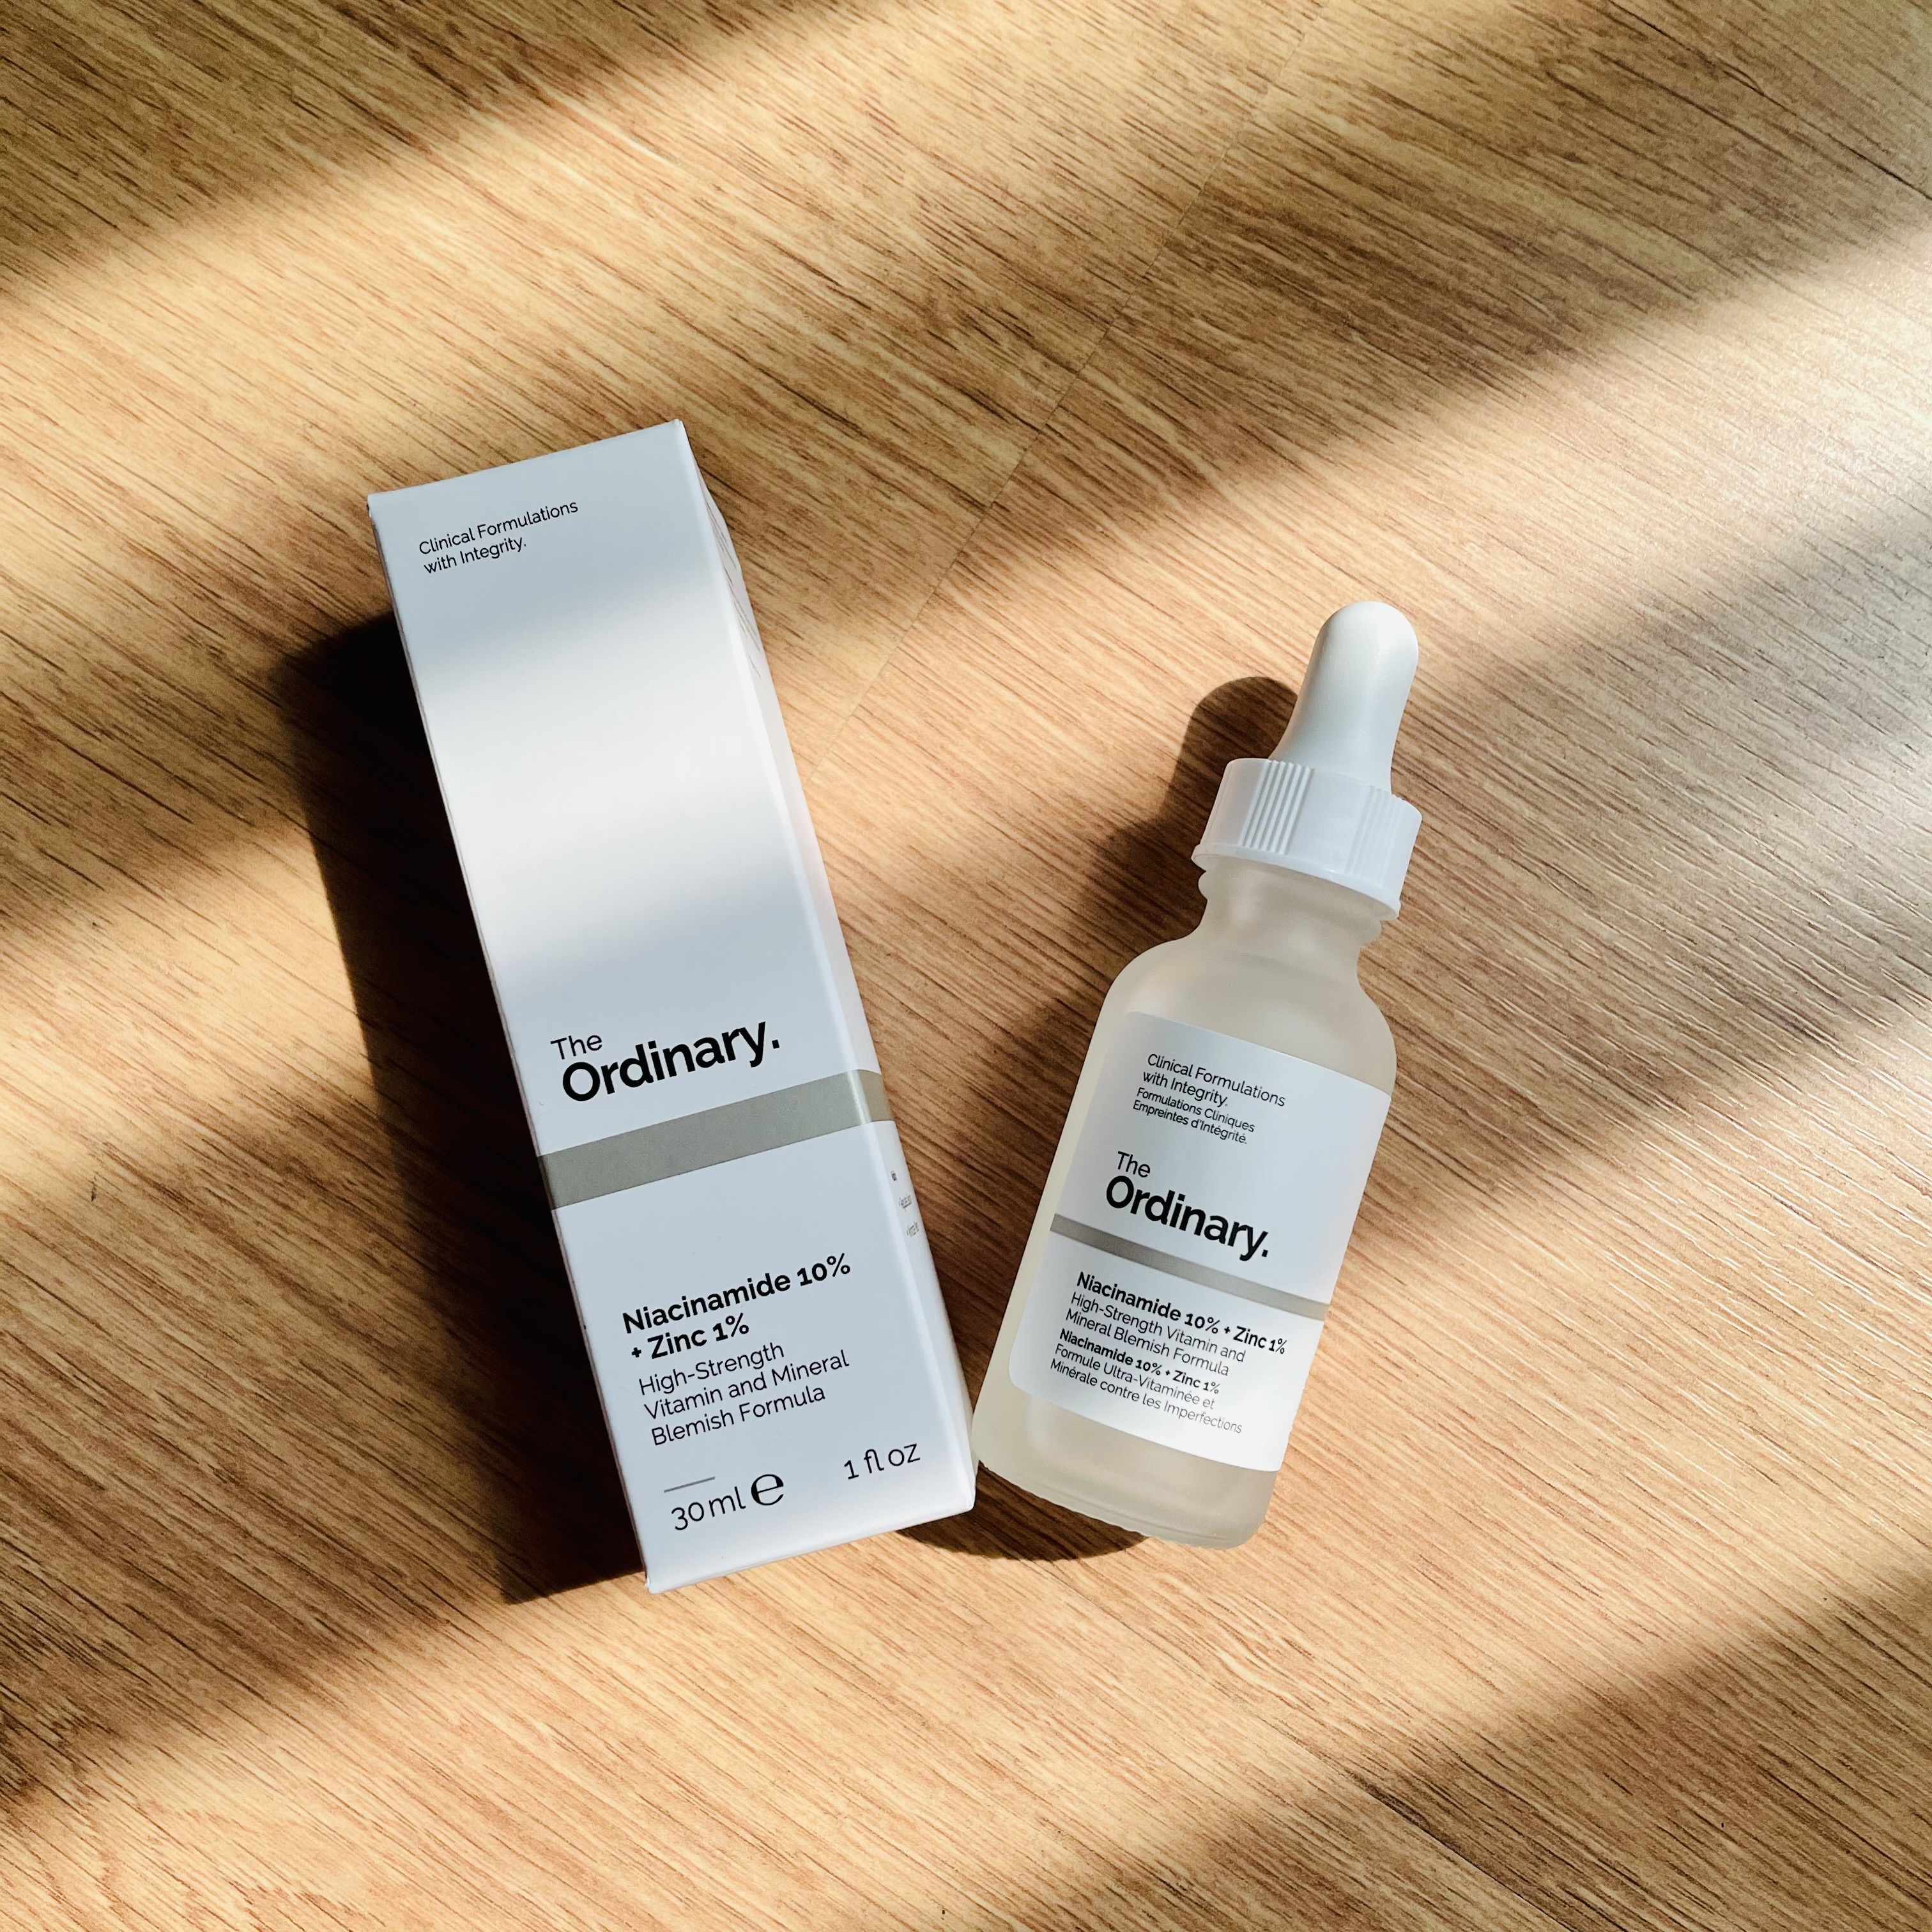 Clinical Formulations
with Integrity.
The
Ordinary.
Niacinamide 10%
+ Zinc 1%
High-Strength
Vitamin and Mineral
Blemish Formula
30 ml e
1 fl oz
Clinical Formulations
with Integrity.
Formulations Cliniques
Empreintes d'Intégrité.
The
Ordinary.
Niacinamide 10% + Zinc 1%
High-Strength Vitamin and
Mineral Blemish Formula
Niacinamide 10% + Zinc 1%
Formule Ultra-Vitaminée et
Minérale contre les Imperfections